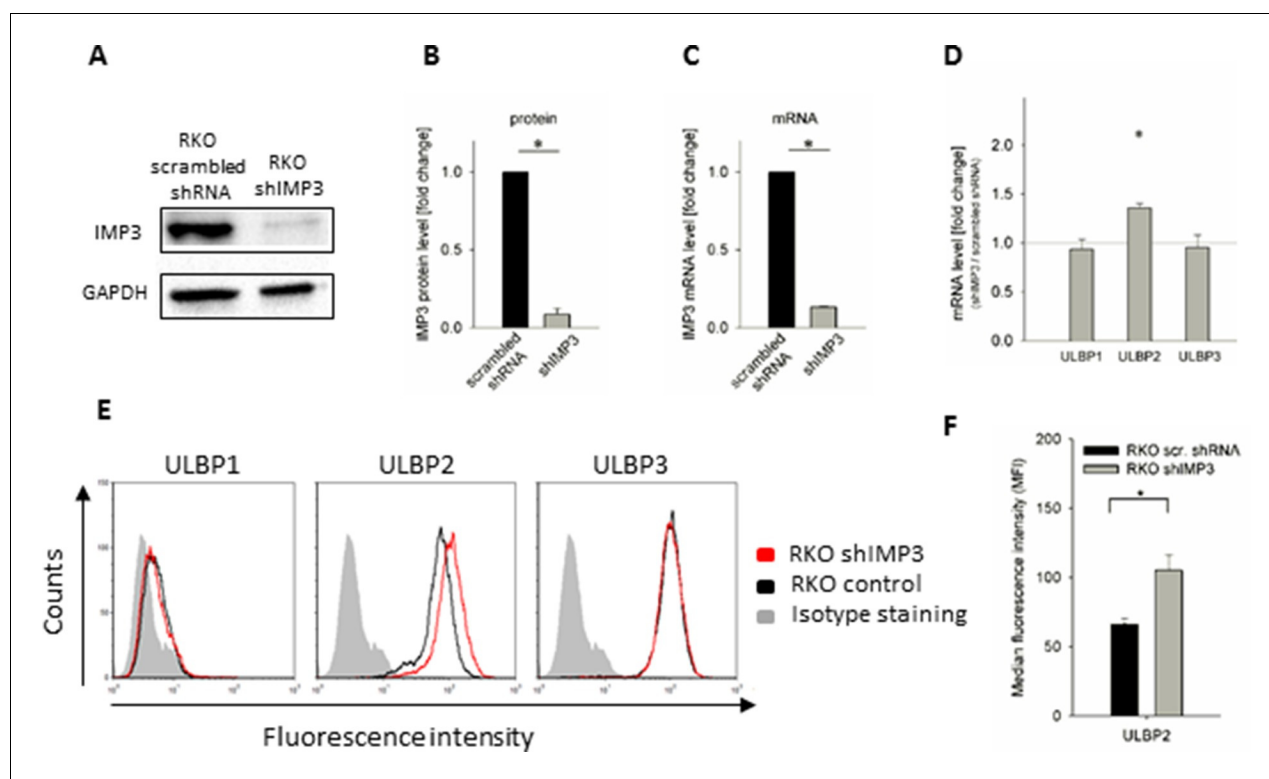 A
RKO
scrambled
shRNA
RKO
shIMP3
IMP3
GAPDH
B
protein
IMP3 protein level [fold change]
1.0
0.5
0.0
scrambled
shRNA
shIMP3
*
C
mRNA
IMP3 mRNA level [fold change]
1.0
0.5
0.0
scrambled
shRNA
shIMP3
*
D
mRNA level [fold change]
(shIMP3 / scrambled shRNA)
2.0
1.5
1.0
0.5
0.0
*
ULBP1 ULBP2 ULBP3
E
ULBP1 ULBP2 ULBP3
Counts
150
100
50
0
Fluorescence intensity
RKO shIMP3
RKO control
Isotype staining
F
Median fluorescence intensity (MFI)
200
150
100
50
0
RKO scr. shRNA
RKO shIMP3
*
ULBP2